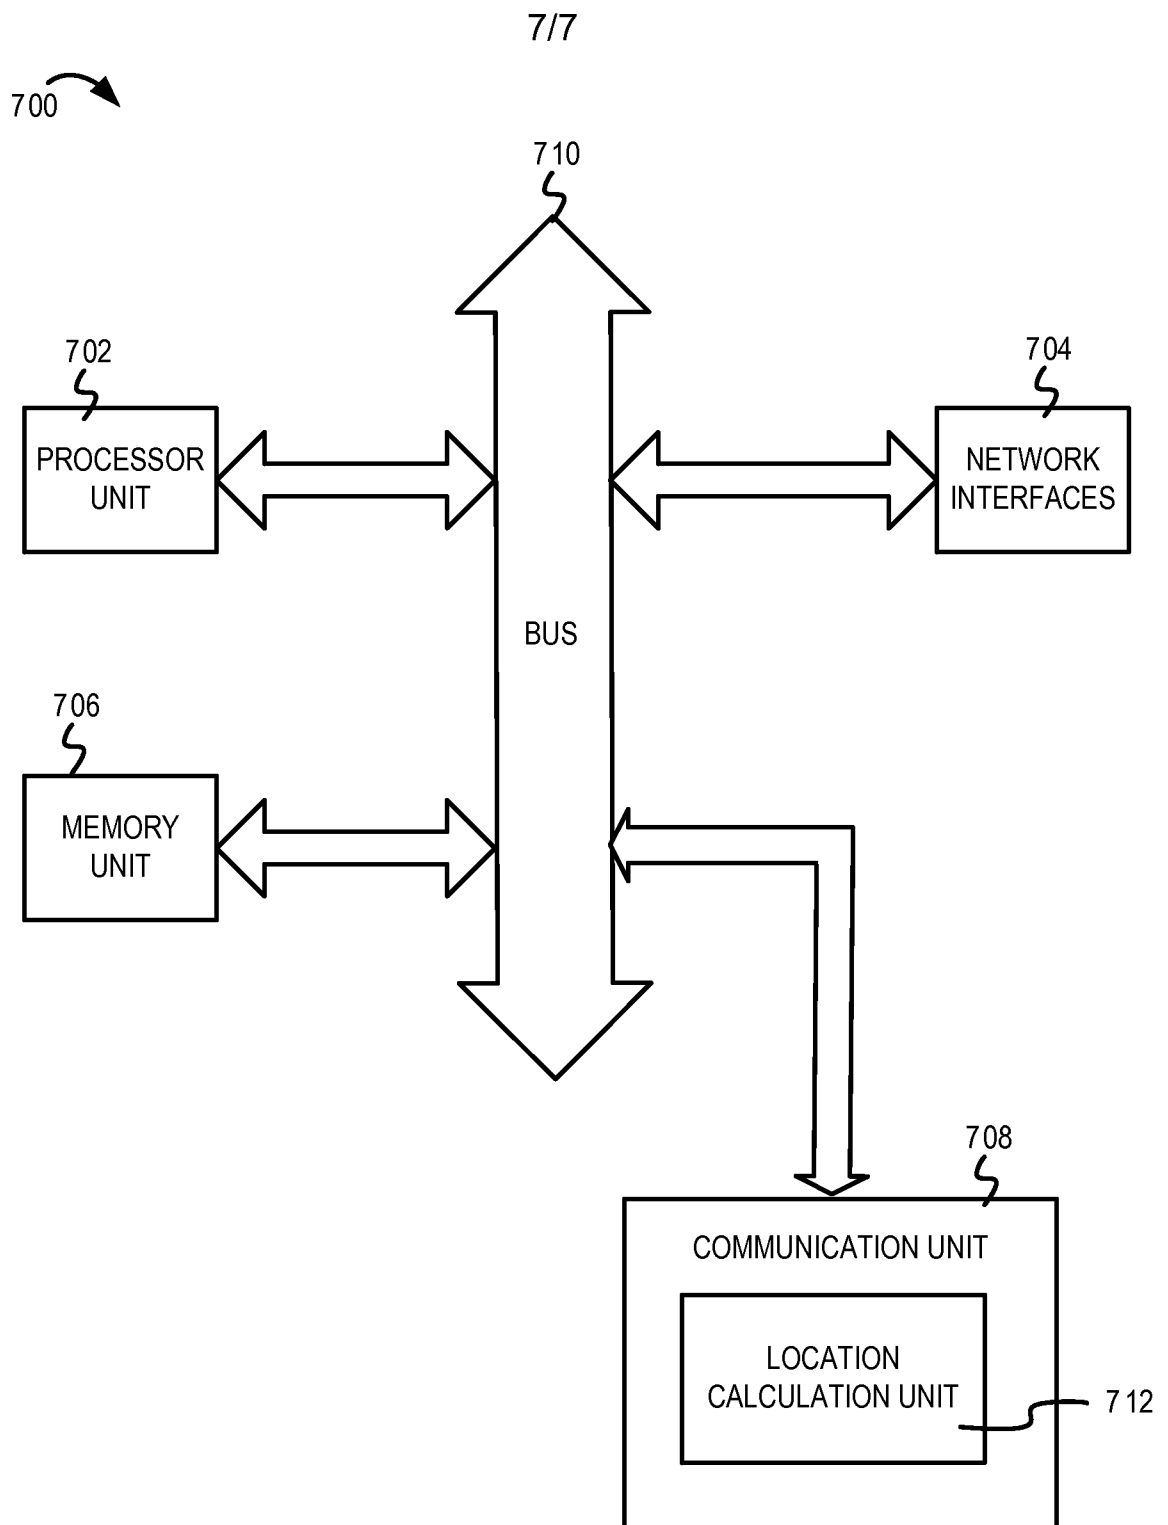 7/7
700
710
702
704
PROCESSOR
UNIT
NETWORK
INTERFACES
BUS
706
MEMORY
UNIT
708
COMMUNICATION UNIT
LOCATION
CALCULATION UNIT
712